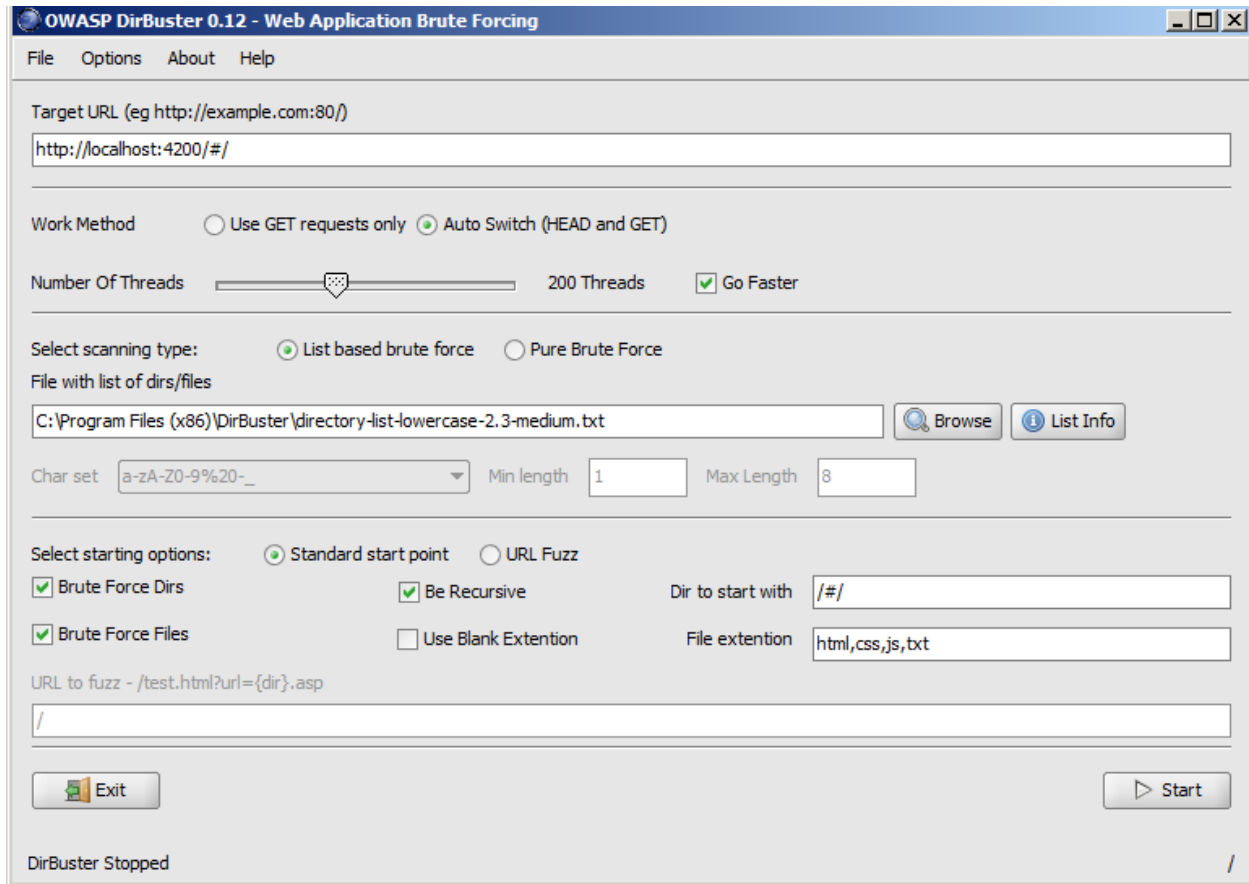 OWASP DirBuster 0.12 - Web Application Brute Forcing
File Options About Help
Target URL (eg http://example.com:80/)
http://localhost:4200/#/
Work Method Use GET requests only Auto Switch (HEAD and GET)
Number Of Threads 200 Threads Go Faster
Select scanning type: List based brute force Pure Brute Force
File with list of dirs/files
C:\Program Files (x86)\DirBuster\directory-list-lowercase-2.3-medium.txt Browse List Info
Char set a-zA-Z0-9%20-_ Min length 1 Max Length 8
Select starting options: Standard start point URL Fuzz
Brute Force Dirs Be Recursive Dir to start with /#/
Brute Force Files Use Blank Extention File extention html,css,js,txt
URL to fuzz - /test.html?url={dir}.asp
/
Exit Start
DirBuster Stopped /